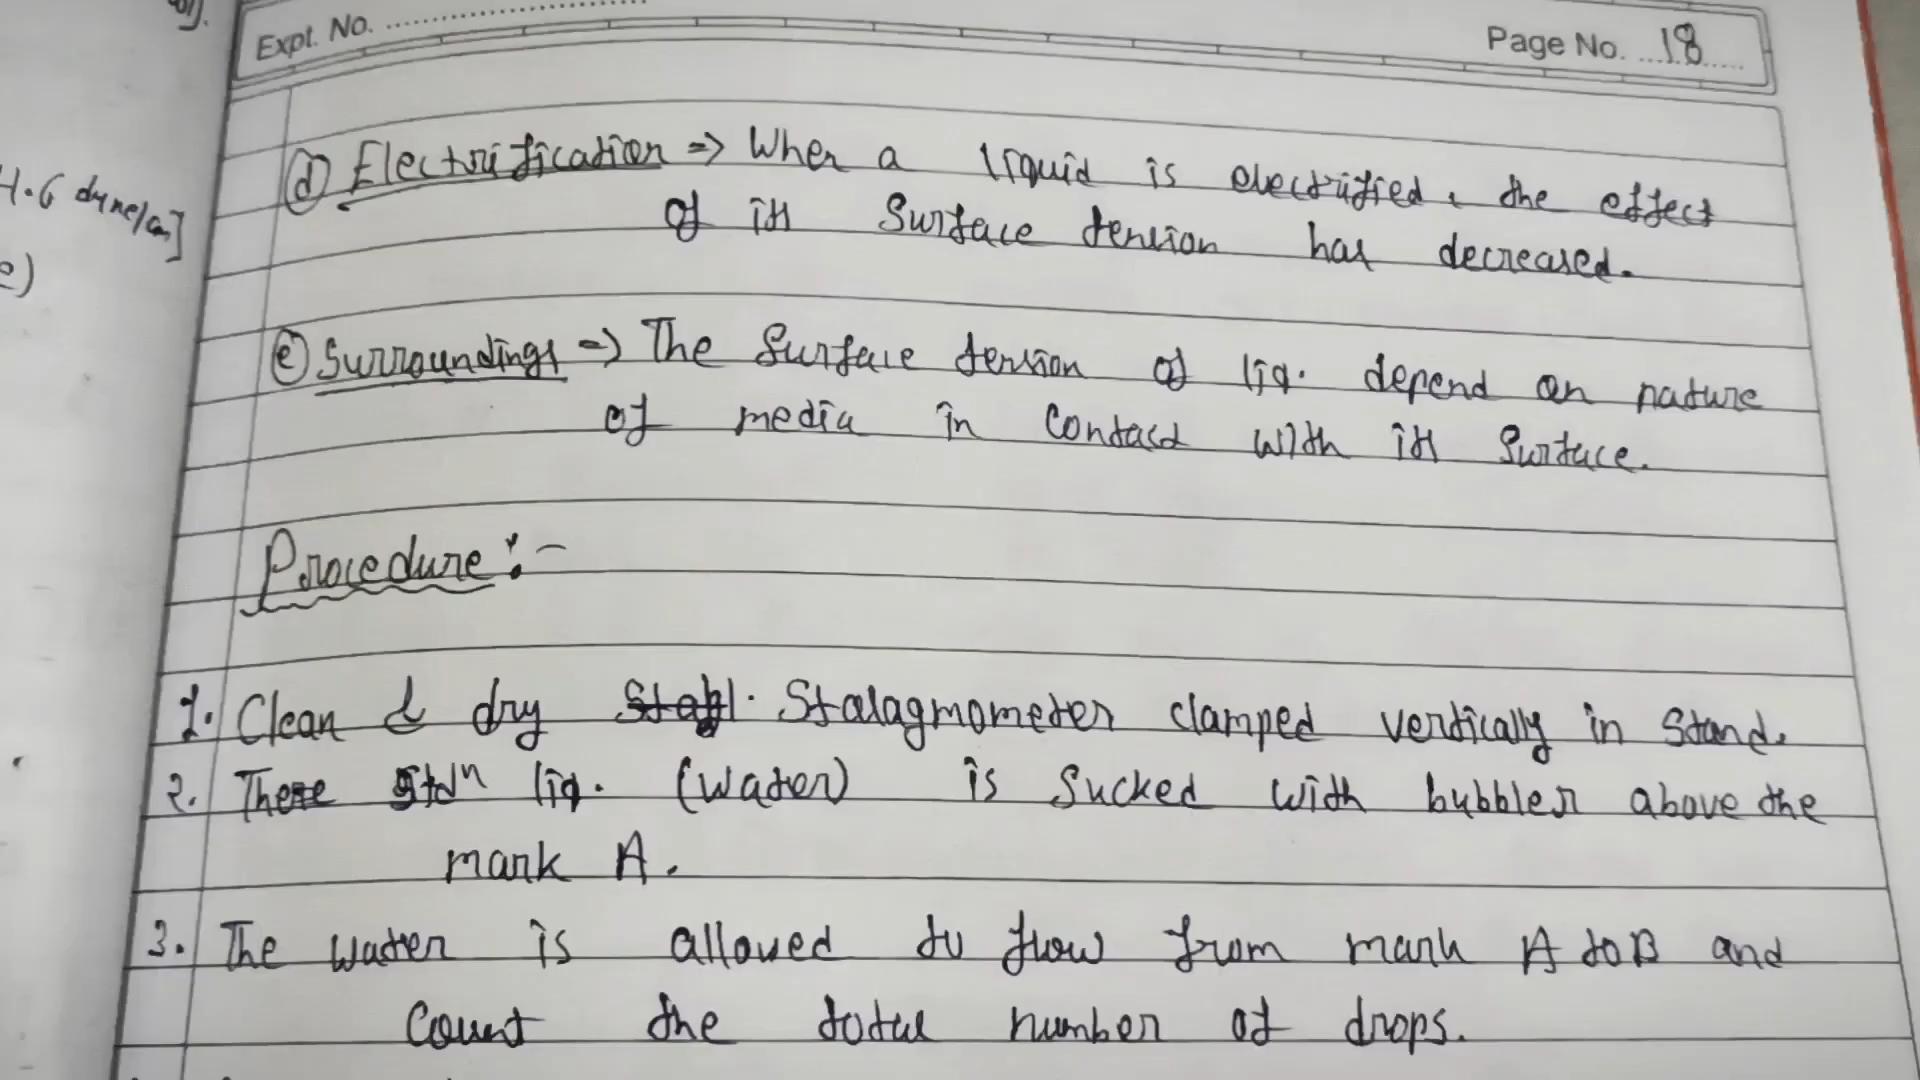 Expt. No.
Page No. 18
4.6 dyne/cm]
e)
(d) Electrification => When a liquid is electrified, the effect
of its surface tension has decreased.
(e) Surroundings => The surface tension of liq. depend on nature
of media in contact with its surface.
Procedure :-
1. Clean & dry Stalagmometer clamped vertically in stand.
2. There stdn liq. (water) is sucked with bubbler above the
mark A.
3. The water is allowed to flow from mark A to B and
Count the total number of drops.